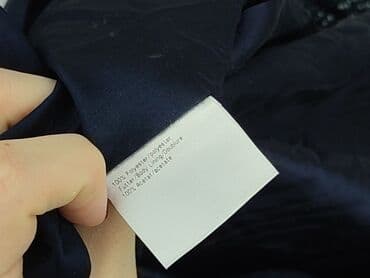 100% Polyester/polyester
Futter/Body Lining/Doublure
100% Acetat/acetate